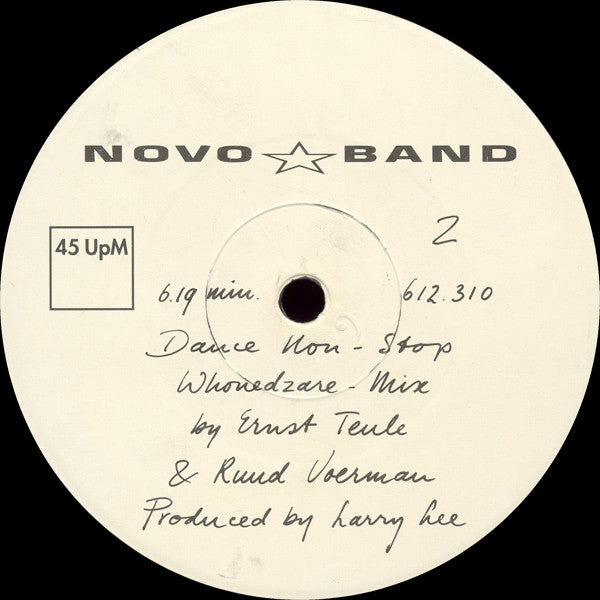 NOVO BAND
2
45 UpM
6.19 min. 612.310
Dance Non-Stop
Whonedzare-Mix
by Ernst Teule
& Ruud Voerman
Produced by Larry Lee